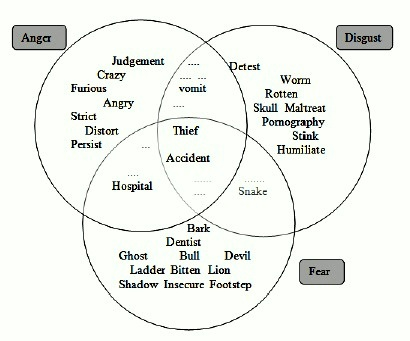 Anger
Disgust
Judgement ....
Detest
Crazy .... ...
Worm
Furious vomit
Rotten
Angry ....
Skull Maltreat
Strict
Pornography
Distort Thief
Stink
Persist ...
Humiliate
Accident
....
Hospital ...... .......
.... Snake
Bark
Dentist
Ghost Bull Devil
Ladder Bitten Lion
Fear
Shadow Insecure Footstep